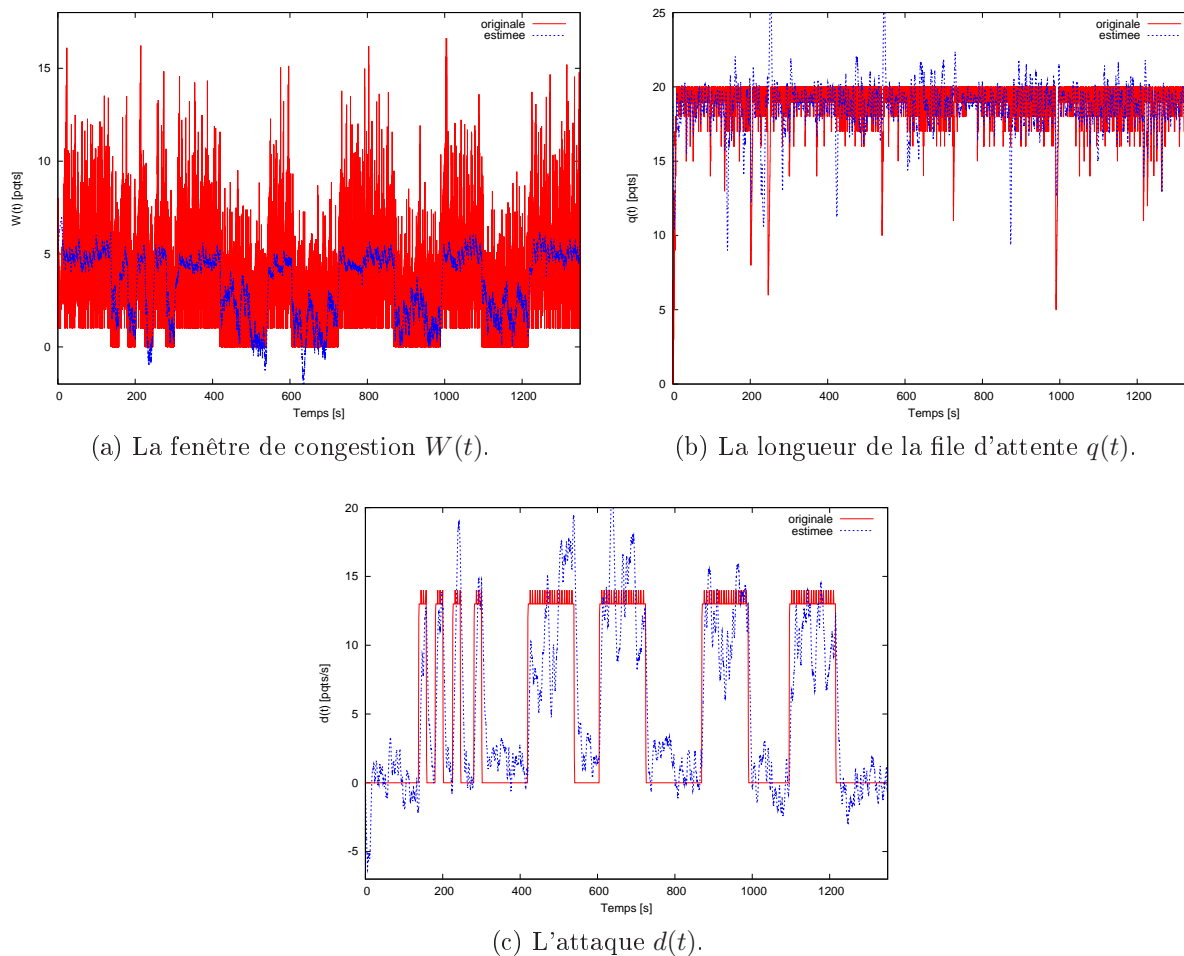 originale
estimee
W(t) [pqts]
15
10
5
0
0 200 400 600 800 1000 1200
Temps [s]
(a) La fenêtre de congestion W(t).
originale
estimee
q(t) [pqts]
25
20
15
10
5
0
0 200 400 600 800 1000 1200
Temps [s]
(b) La longueur de la file d'attente q(t).
originale
estimee
d(t) [pqts/s]
20
15
10
5
0
-5
0 200 400 600 800 1000 1200
Temps [s]
(c) L'attaque d(t).